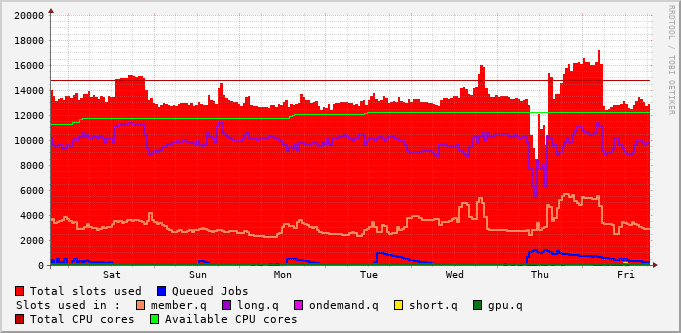 20000
18000
16000
14000
12000
10000
8000
6000
4000
2000
0
Sat Sun Mon Tue Wed Thu Fri
RRDTOOL / TOBI OETIKER
Total slots used Queued Jobs
Slots used in : member.q long.q ondemand.q short.q gpu.q
Total CPU cores Available CPU cores